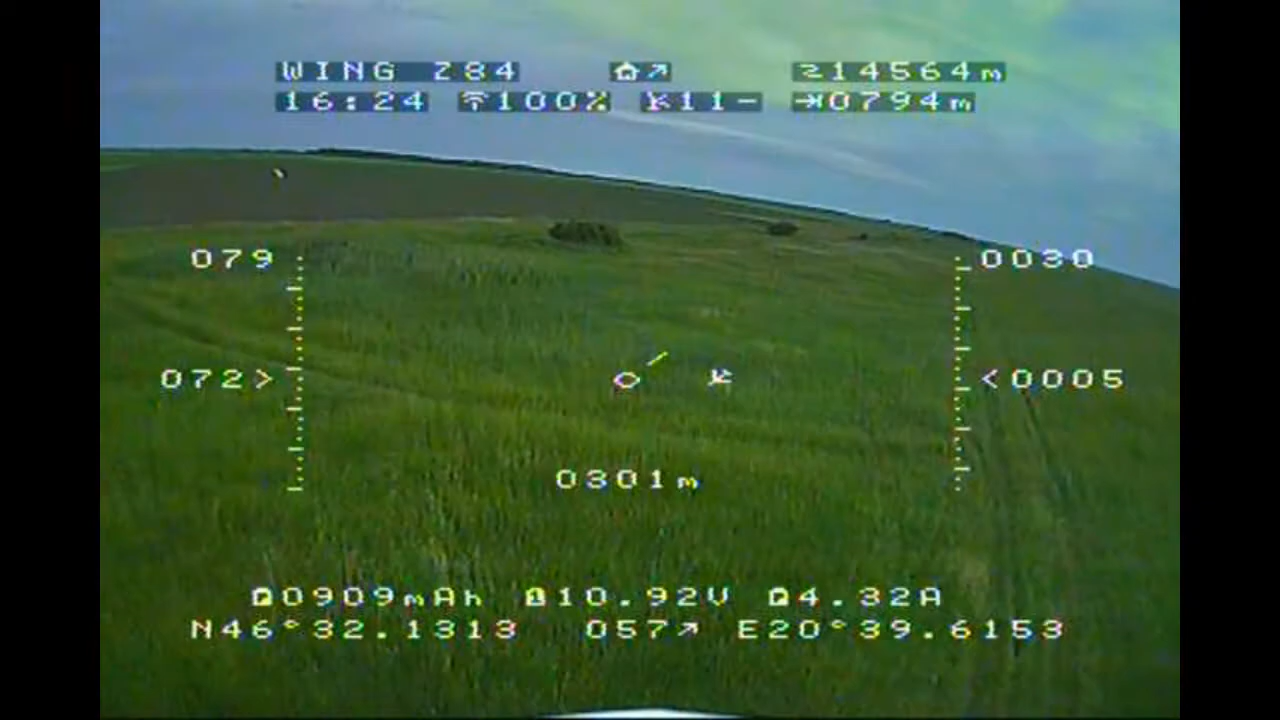 WING Z84 ↗ 14564m
16:24 100% K11- 0794m
079 0030
072> <0005
0301m
0909mAh 10.92V 4.32A
N46°32.1313 057↗ E20°39.6153